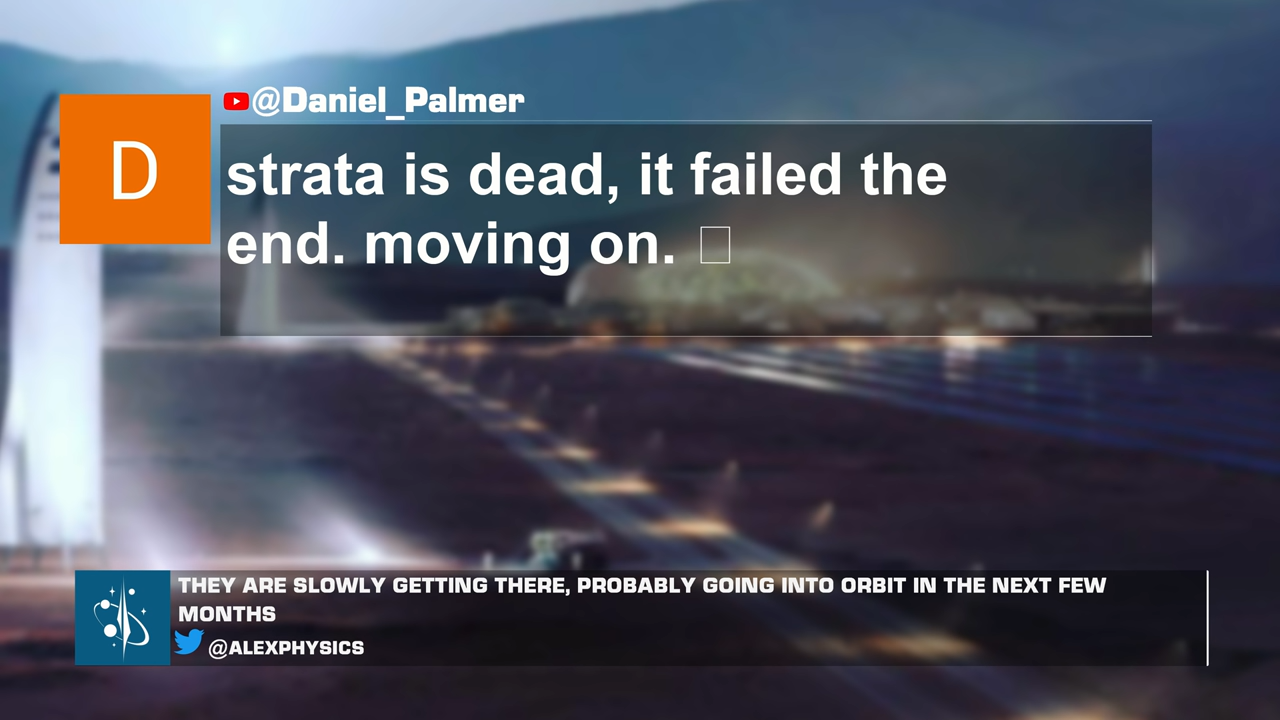 @Daniel_Palmer
D
strata is dead, it failed the
end. moving on. □
THEY ARE SLOWLY GETTING THERE, PROBABLY GOING INTO ORBIT IN THE NEXT FEW
MONTHS
@ALEXPHYSICS